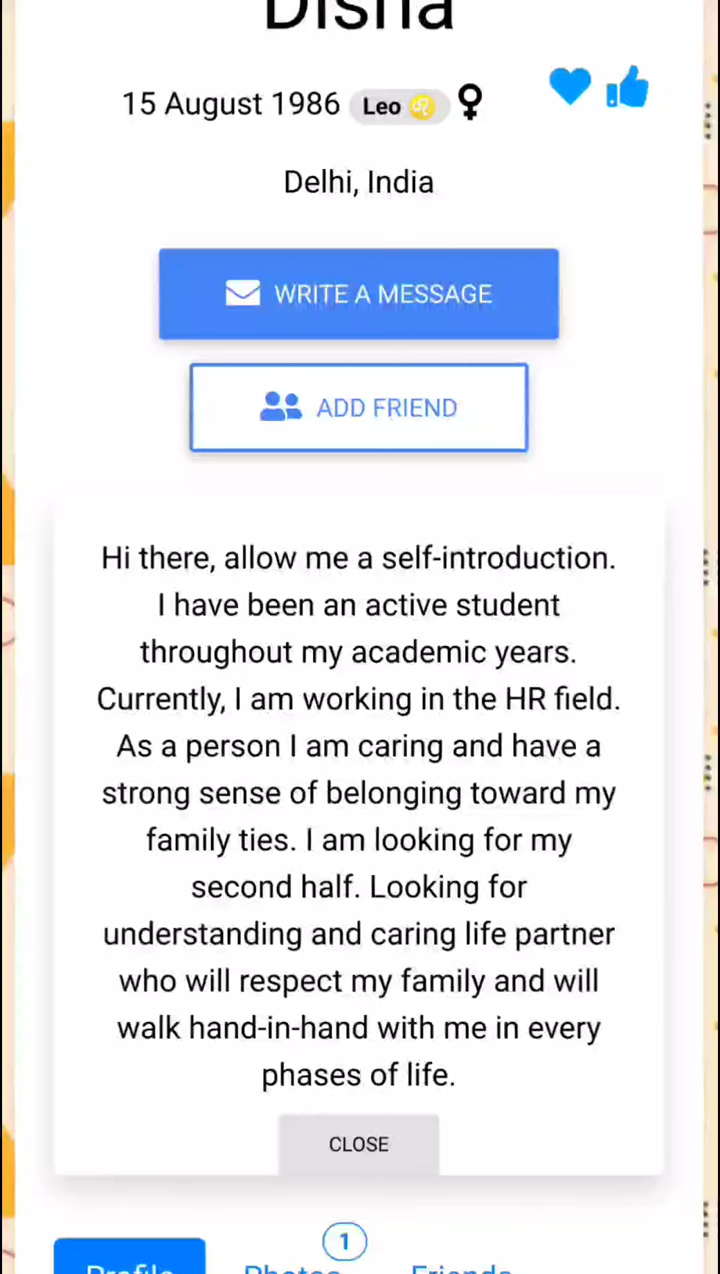 Disha
15 August 1986 Leo ♌ ♀
Delhi, India
WRITE A MESSAGE
ADD FRIEND
Hi there, allow me a self-introduction.
I have been an active student
throughout my academic years.
Currently, I am working in the HR field.
As a person I am caring and have a
strong sense of belonging toward my
family ties. I am looking for my
second half. Looking for
understanding and caring life partner
who will respect my family and will
walk hand-in-hand with me in every
phases of life.
CLOSE
1
Profile Photos Friends